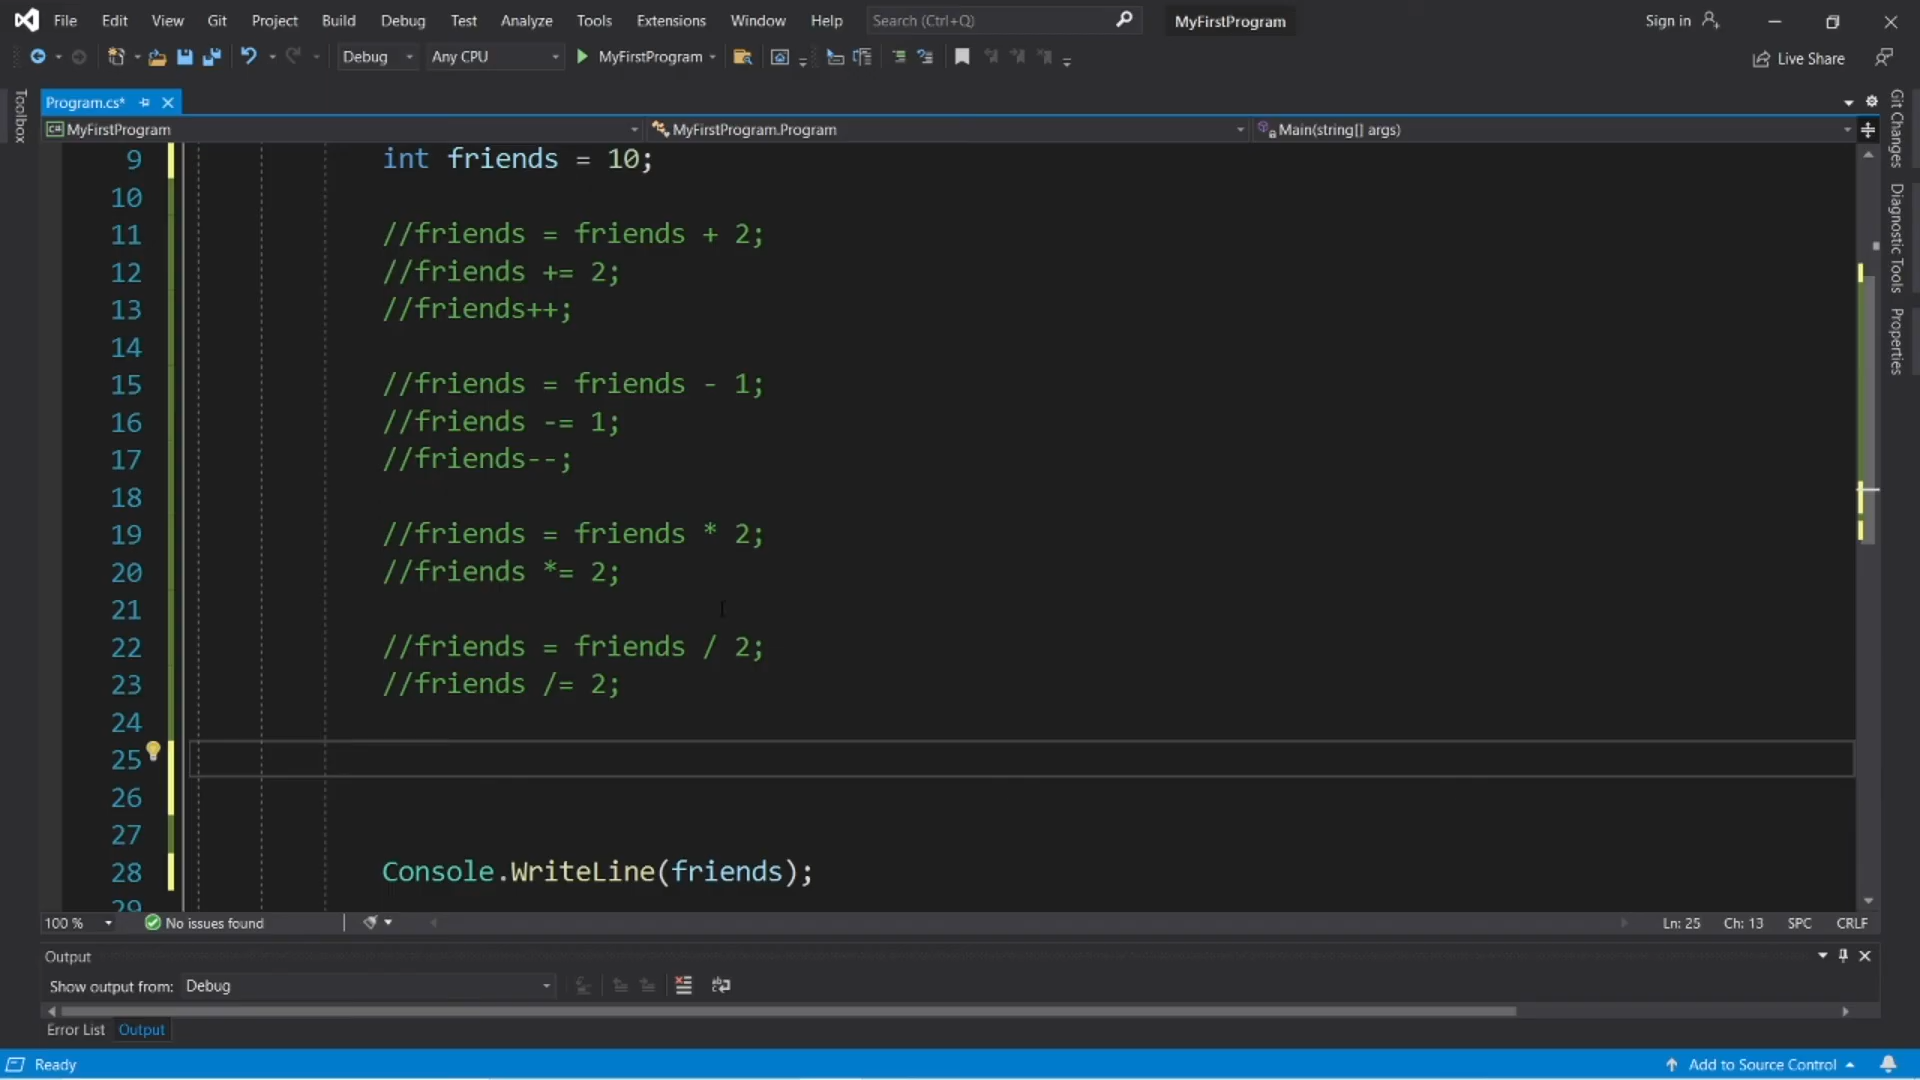 File Edit View Git Project Build Debug Test Analyze Tools Extensions Window Help Search (Ctrl+Q) MyFirstProgram Sign in
Debug Any CPU MyFirstProgram Live Share
Toolbox
Program.cs*
MyFirstProgram MyFirstProgram.Program Main(string[] args)
9 int friends = 10;
10
11 //friends = friends + 2;
12 //friends += 2;
13 //friends++;
14
15 //friends = friends - 1;
16 //friends -= 1;
17 //friends--;
18
19 //friends = friends * 2;
20 //friends *= 2;
21
22 //friends = friends / 2;
23 //friends /= 2;
24
25
26
27
28 Console.WriteLine(friends);
29
Git Changes
Diagnostic Tools
Properties
100 % No issues found Ln: 25 Ch: 13 SPC CRLF
Output
Show output from: Debug
Error List Output
Ready Add to Source Control